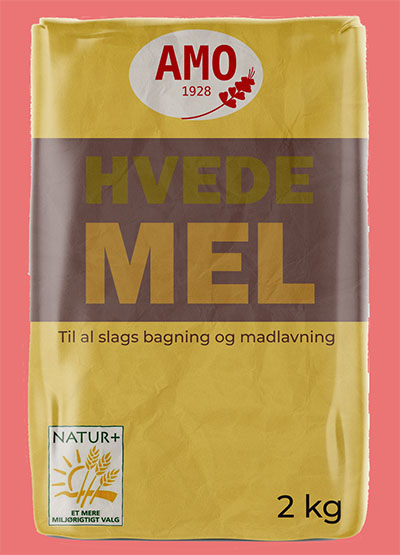 AMO
1928
HVEDE
MEL
Til al slags bagning og madlavning
NATUR+
ET MERE
MILJØRIGTIGT VALG
2 kg